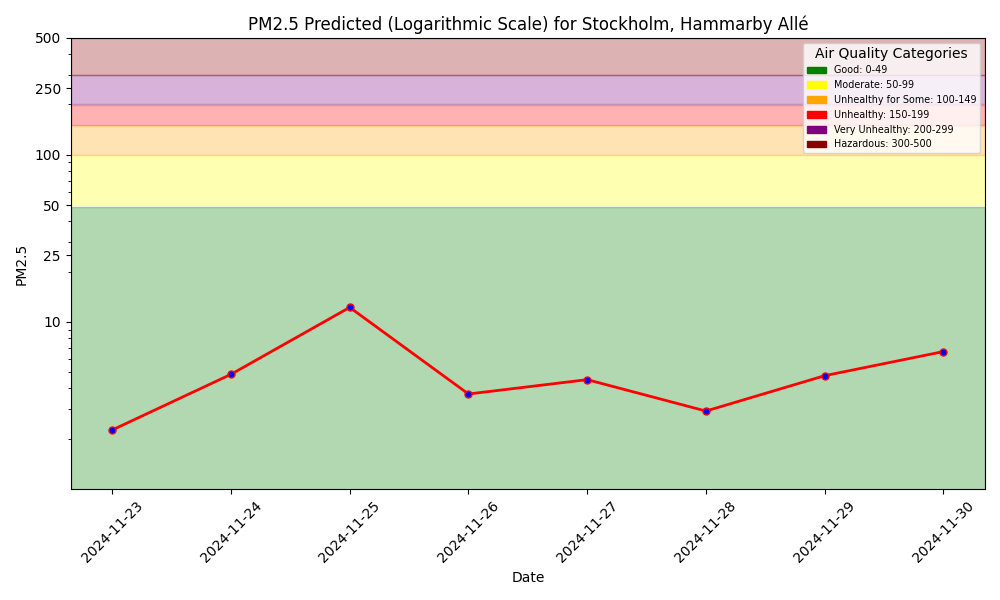 PM2.5 Predicted (Logarithmic Scale) for Stockholm, Hammarby Allé
Air Quality Categories
Good: 0-49
Moderate: 50-99
Unhealthy for Some: 100-149
Unhealthy: 150-199
Very Unhealthy: 200-299
Hazardous: 300-500
500
250
100
50
25
10
PM2.5
2024-11-23
2024-11-24
2024-11-25
2024-11-26
2024-11-27
2024-11-28
2024-11-29
2024-11-30
Date